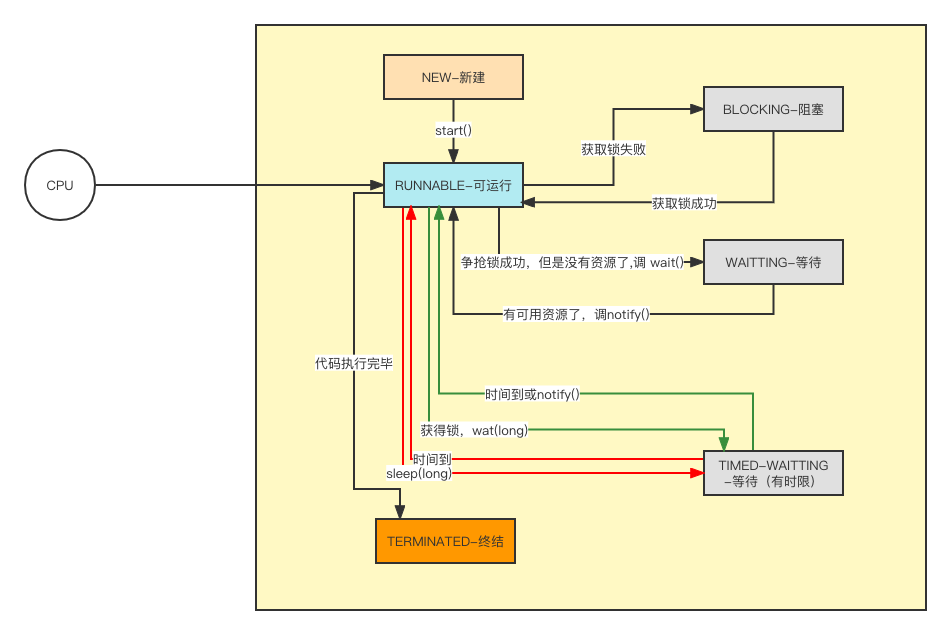 NEW-新建
BLOCKING-阻塞
start()
获取锁失败
CPU
RUNNABLE-可运行
获取锁成功
争抢锁成功，但是没有资源了,调 wait()
WAITTING-等待
有可用资源了，调notify()
代码执行完毕
时间到或notify()
获得锁，wat(long)
时间到
sleep(long)
TIMED-WAITTING
-等待（有时限）
TERMINATED-终结